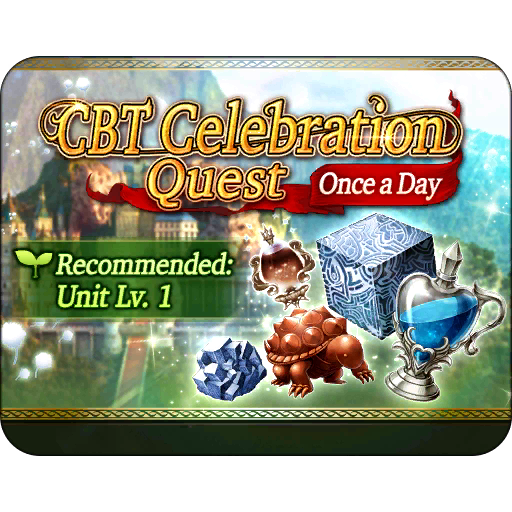 CBT Celebration
Quest
Once a Day
Recommended:
Unit Lv. 1